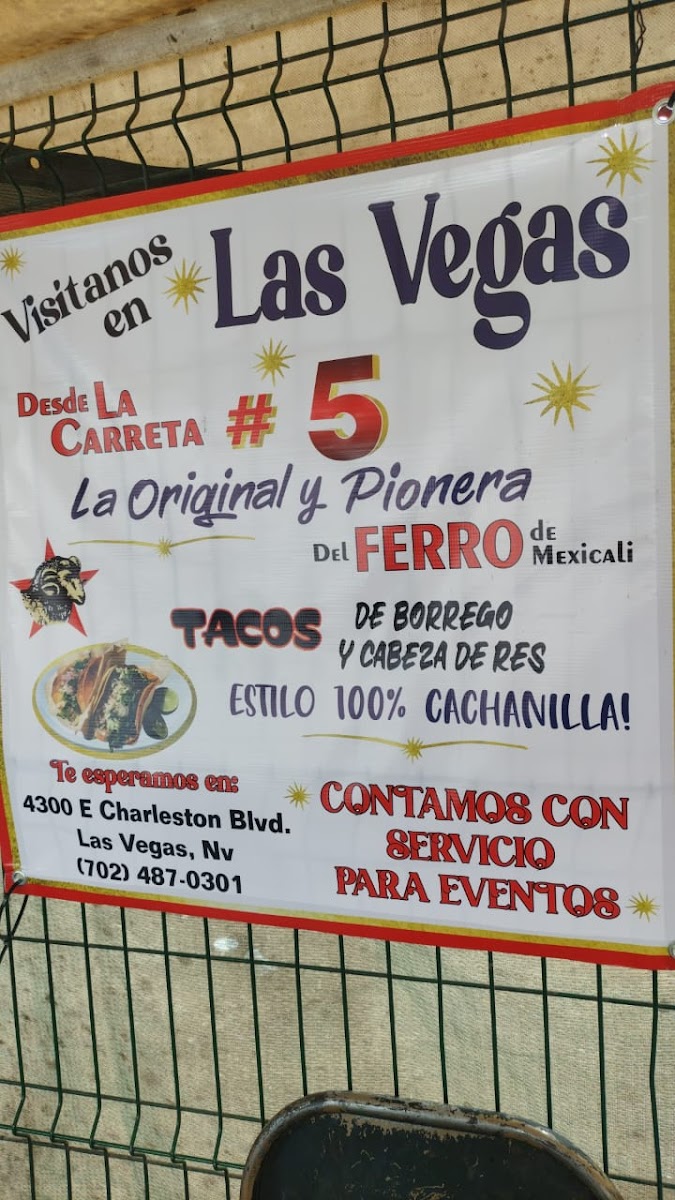 Visitanos
en
Las Vegas
Desde La
Carreta
# 5
La Original y Pionera
Del FERRO de
Mexicali
TACOS
DE BORREGO
Y CABEZA DE RES
ESTILO 100% CACHANILLA!
Te esperamos en:
4300 E Charleston Blvd.
Las Vegas, Nv
(702) 487-0301
CONTAMOS CON
SERVICIO
PARA EVENTOS